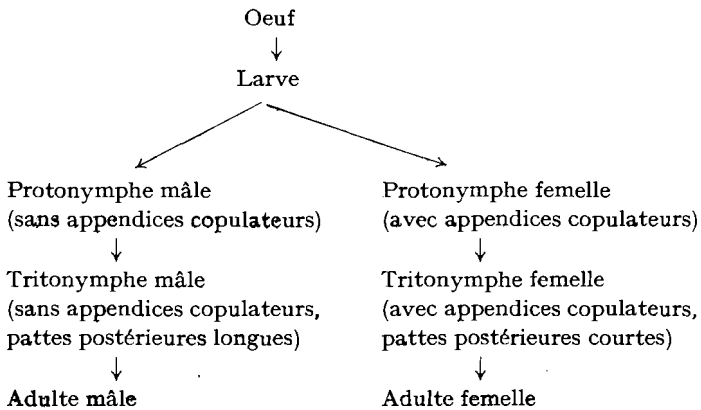 Oeuf
Larve
Protonymphe mâle
(sans appendices copulateurs)
Protonymphe femelle
(avec appendices copulateurs)
Tritonymphe mâle
(sans appendices copulateurs,
pattes postérieures longues)
Tritonymphe femelle
(avec appendices copulateurs,
pattes postérieures courtes)
Adulte mâle
Adulte femelle